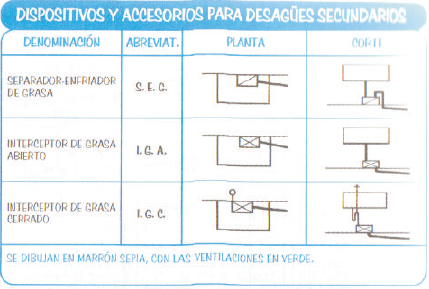 DISPOSITIVOS Y ACCESORIOS PARA DESAGÜES SECUNDARIOS
DENOMINACIÓN ABREVIAT. PLANTA CORTE
SEPARADOR-ENFRIADOR
DE GRASA
S. E. G.
INTERCEPTOR DE GRASA
ABIERTO
I. G. A.
INTERCEPTOR DE GRASA
CERRADO
I. G. C.
SE DIBUJAN EN MARRÓN SEPIA, CON LAS VENTILACIONES EN VERDE.